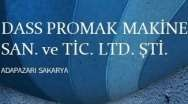 DASS PROMAK MAKİNE
SAN. ve TİC. LTD. ŞTİ.
ADAPAZARI SAKARYA